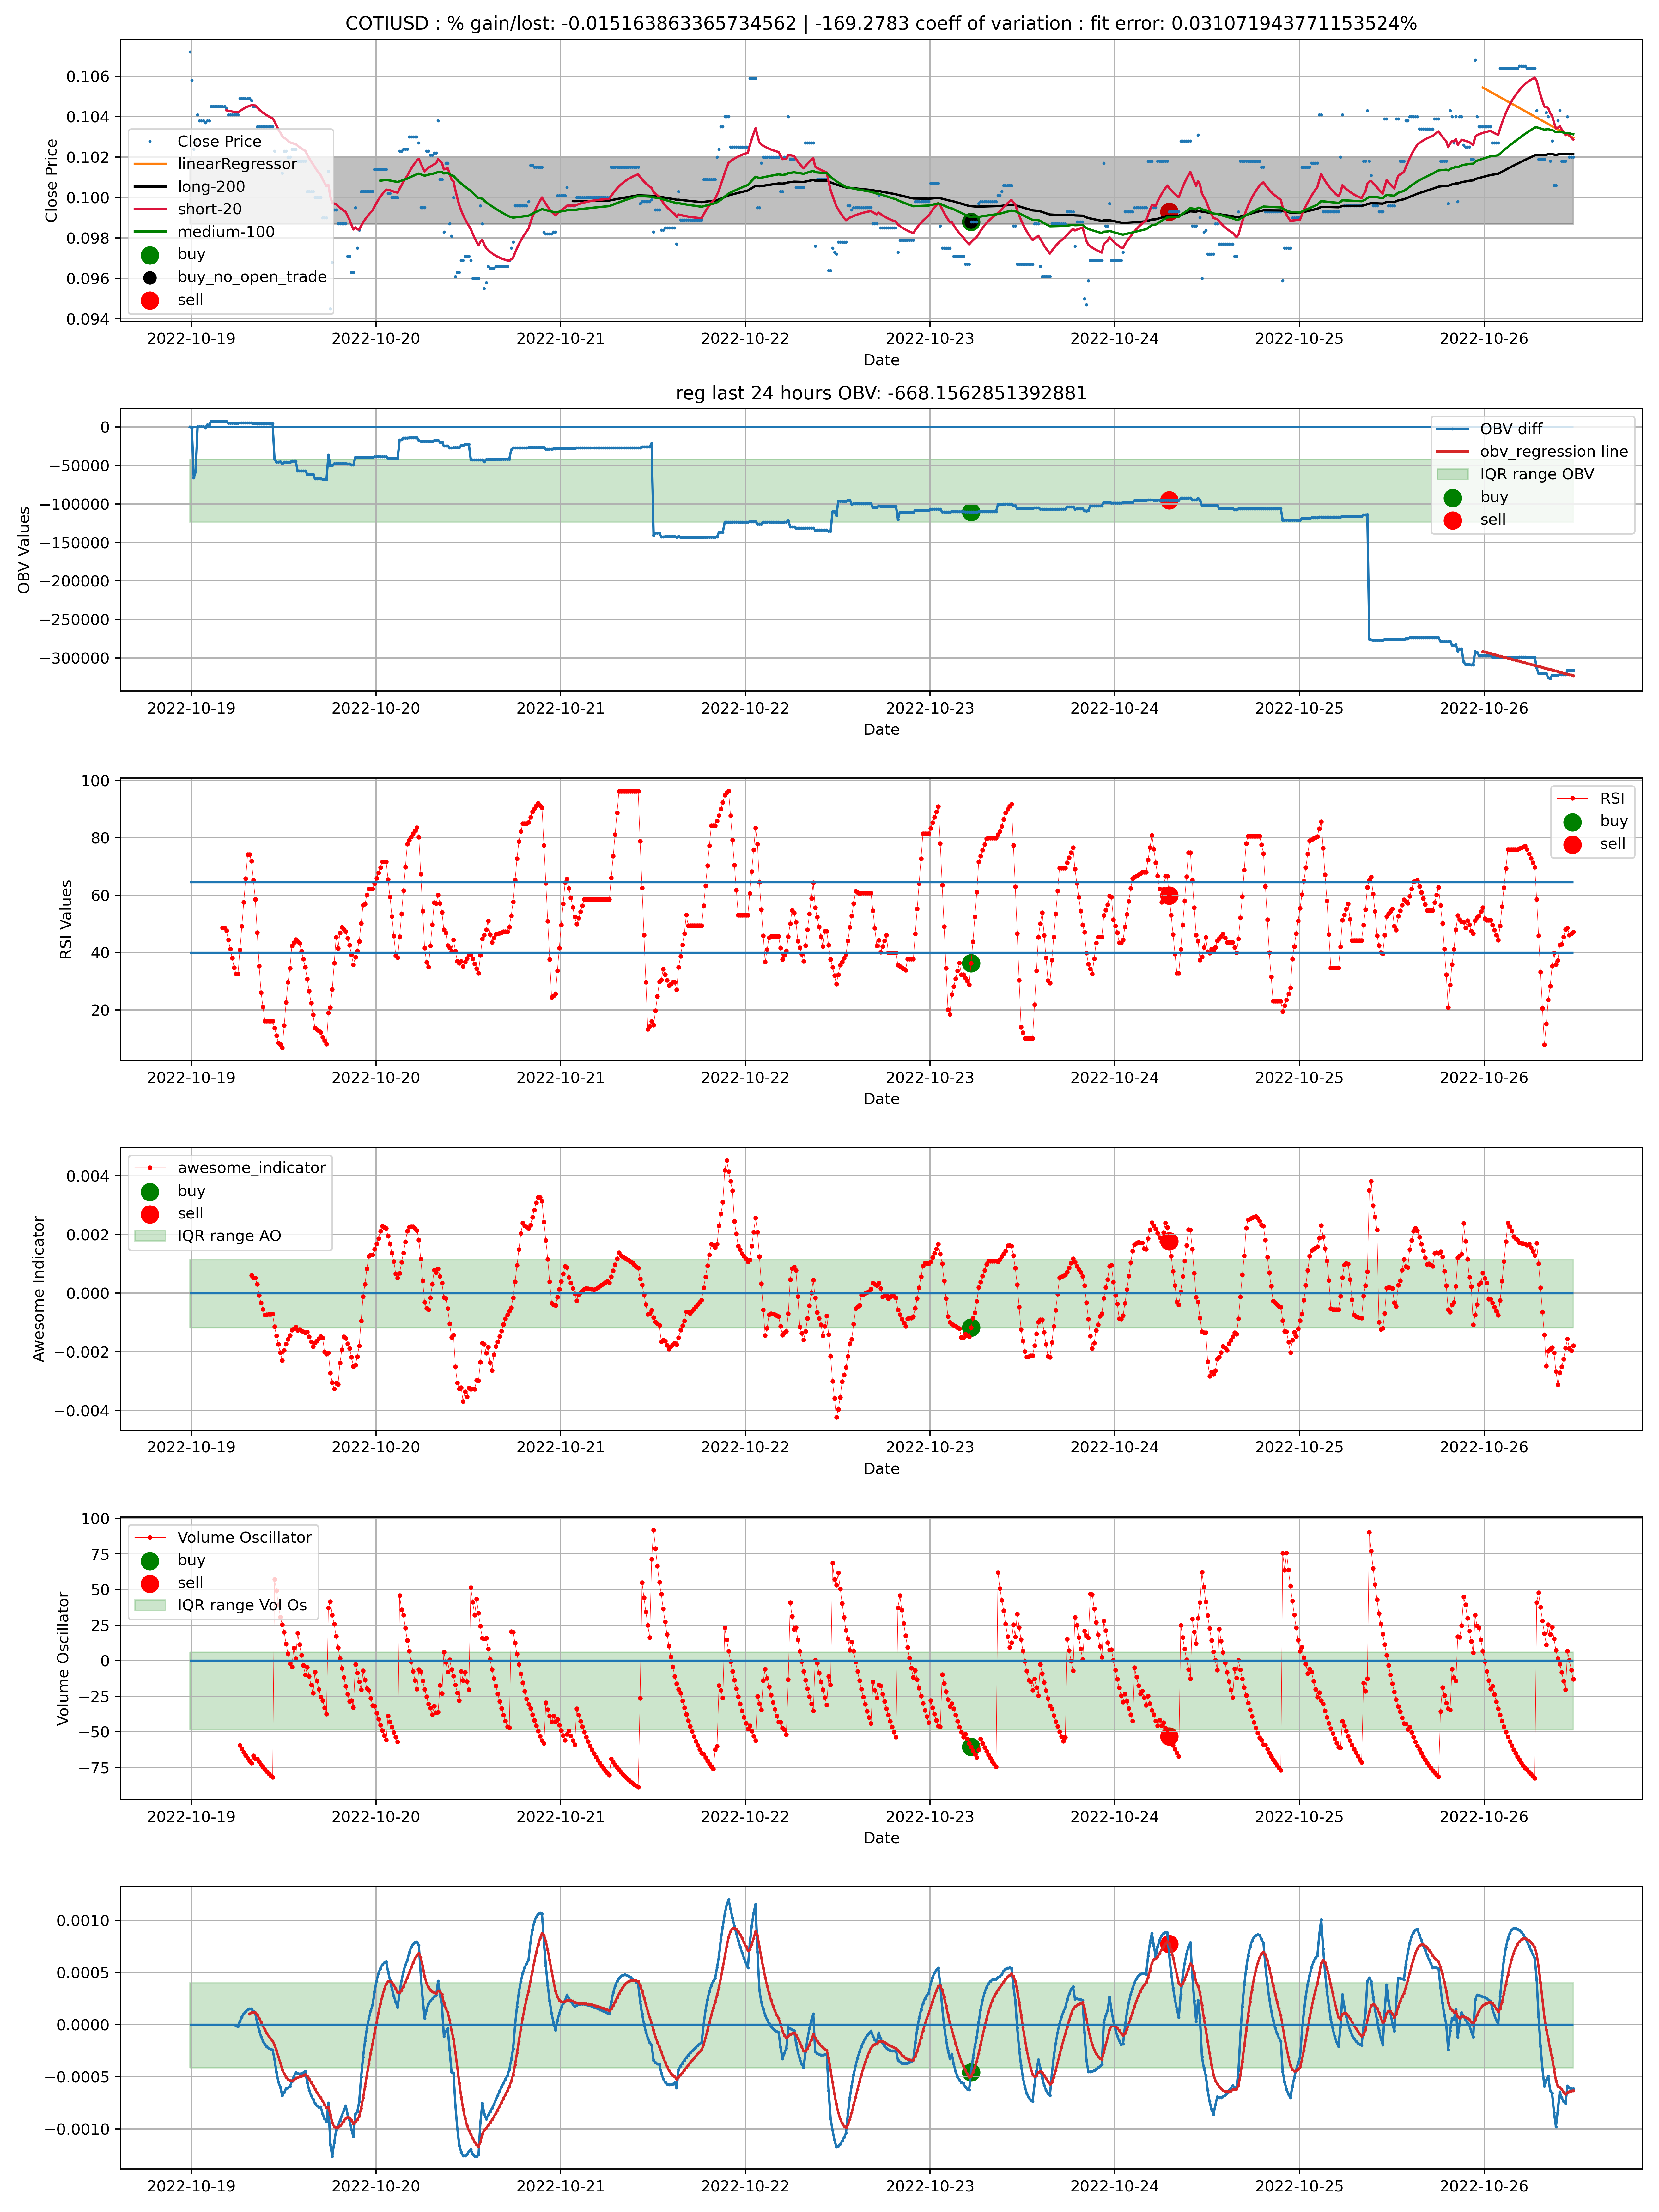 COTIUSD : % gain/lost: -0.015163863365734562 | -169.2783 coeff of variation : fit error: 0.031071943771153524%
0.106
0.104
0.102
0.100
0.098
0.096
0.094
Close Price
Close Price
linearRegressor
long-200
short-20
medium-100
buy
buy_no_open_trade
sell
2022-10-19 2022-10-20 2022-10-21 2022-10-22 2022-10-23 2022-10-24 2022-10-25 2022-10-26
Date
reg last 24 hours OBV: -668.1562851392881
0
−50000
−100000
−150000
−200000
−250000
−300000
OBV Values
OBV diff
obv_regression line
IQR range OBV
buy
sell
2022-10-19 2022-10-20 2022-10-21 2022-10-22 2022-10-23 2022-10-24 2022-10-25 2022-10-26
Date
100
80
60
40
20
RSI Values
RSI
buy
sell
2022-10-19 2022-10-20 2022-10-21 2022-10-22 2022-10-23 2022-10-24 2022-10-25 2022-10-26
Date
0.004
0.002
0.000
−0.002
−0.004
Awesome Indicator
awesome_indicator
buy
sell
IQR range AO
2022-10-19 2022-10-20 2022-10-21 2022-10-22 2022-10-23 2022-10-24 2022-10-25 2022-10-26
Date
100
75
50
25
0
−25
−50
−75
Volume Oscillator
Volume Oscillator
buy
sell
IQR range Vol Os
2022-10-19 2022-10-20 2022-10-21 2022-10-22 2022-10-23 2022-10-24 2022-10-25 2022-10-26
Date
0.0010
0.0005
0.0000
−0.0005
−0.0010
2022-10-19 2022-10-20 2022-10-21 2022-10-22 2022-10-23 2022-10-24 2022-10-25 2022-10-26